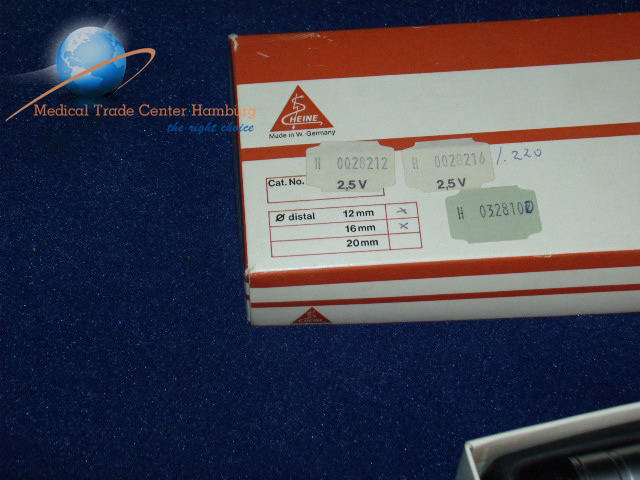 Medical Trade Center Hamburg
the right choice
HEINE
Made in W.-Germany
H 0028212
2,5 V
H 0028216
2,5 V
/.220
Cat. No.
H 032810
Ø distal 12 mm x
16 mm x
20 mm
HEINE